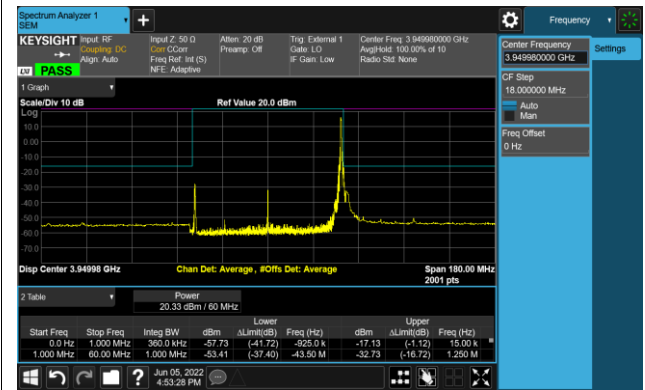 Spectrum Analyzer 1
SEM
Frequency
KEYSIGHT Input: RF Input Z: 50 Ω Atten: 20 dB Trig: External 1 Center Freq: 3.949980000 GHz
Coupling: DC Corr CCorr Preamp: Off Gate: LO Avg|Hold: 100.00% of 10
Align: Auto Freq Ref: Int (S) IF Gain: Low Radio Std: None
NFE: Adaptive
PASS
Center Frequency
3.949980000 GHz
Settings
CF Step
18.000000 MHz
Auto
Man
Freq Offset
0 Hz
1 Graph
Scale/Div 10 dB Ref Value 20.0 dBm
Log
10.0
0.00
-10.0
-20.0
-30.0
-40.0
-50.0
-60.0
-70.0
Disp Center 3.94998 GHz Chan Det: Average, #Offs Det: Average Span 180.00 MHz
2001 pts
2 Table Power
20.33 dBm / 60 MHz
Lower Upper
Start Freq Stop Freq Integ BW dBm ΔLimit(dB) Freq (Hz) dBm ΔLimit(dB) Freq (Hz)
0.0 Hz 1.000 MHz 360.0 kHz -57.73 (-41.72) -925.0 k -17.13 (-1.12) 15.00 k
1.000 MHz 60.00 MHz 1.000 MHz -53.41 (-37.40) -43.50 M -32.73 (-16.72) 1.250 M
Jun 05, 2022
4:53:28 PM